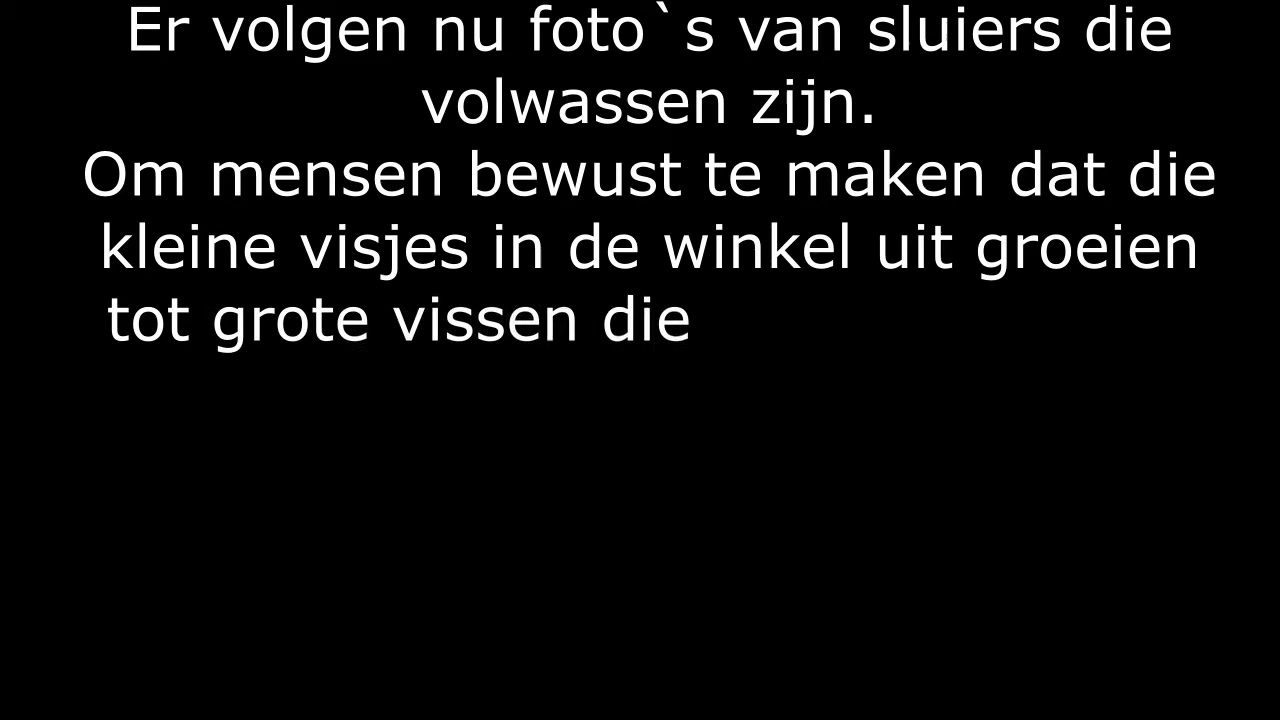 Er volgen nu foto`s van sluiers die
volwassen zijn.
Om mensen bewust te maken dat die
kleine visjes in de winkel uit groeien
tot grote vissen die